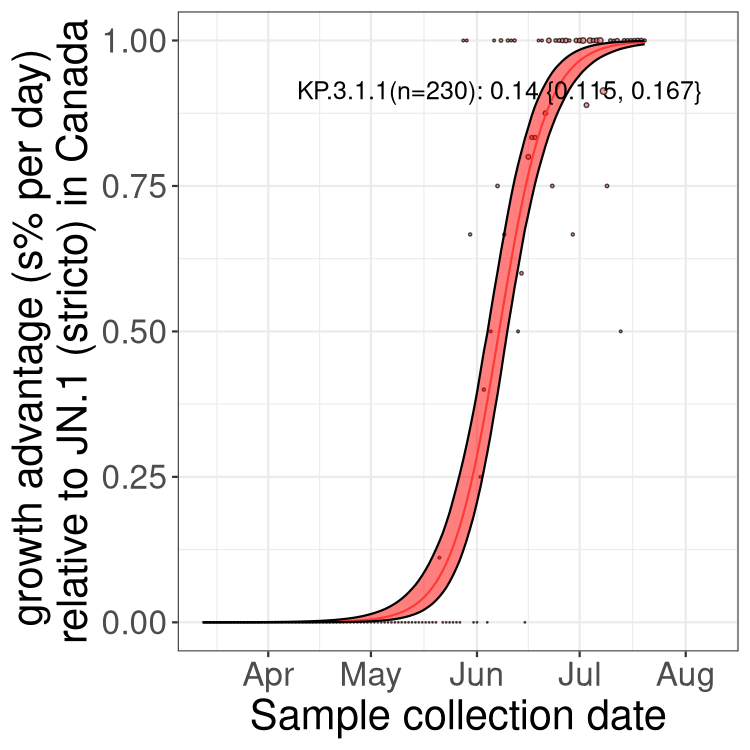 growth advantage (s% per day)
relative to JN.1 (stricto) in Canada
1.00
0.75
0.50
0.25
0.00
KP.3.1.1(n=230): 0.14 {0.115, 0.167}
Apr May Jun Jul Aug
Sample collection date